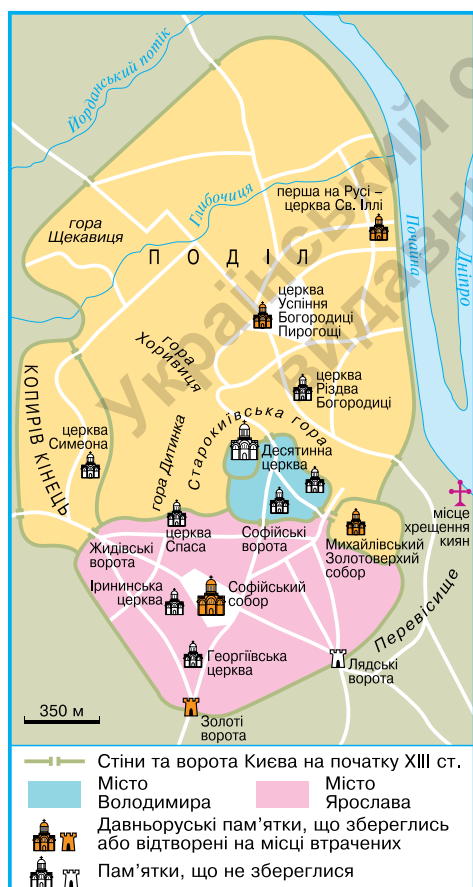 Йорданський потік
Глибочиця
перша на Русі –
церква Св. Іллі
гора
Щекавиця
ПОДІЛ
Почайна
Дніпро
церква
Успіння
Богородиці
Пирогощі
гора
Хоривиця
церква
Різдва
Богородиці
КОПИРІВ КІНЕЦЬ
церква
Симеона
гора Дитинка
Старокиївська гора
Десятинна
церква
місце
хрещення
киян
церква
Спаса
Софійські
ворота
Михайлівський
Золотоверхий
собор
Жидівські
ворота
Ірининська
церква
Софійський
собор
Перевісище
Георгіївська
церква
Лядські
ворота
350 м
Золоті
ворота
Стіни та ворота Києва на початку XIII ст.
Місто
Володимира
Місто
Ярослава
Давньоруські пам'ятки, що збереглись
або відтворені на місці втрачених
Пам'ятки, що не збереглися